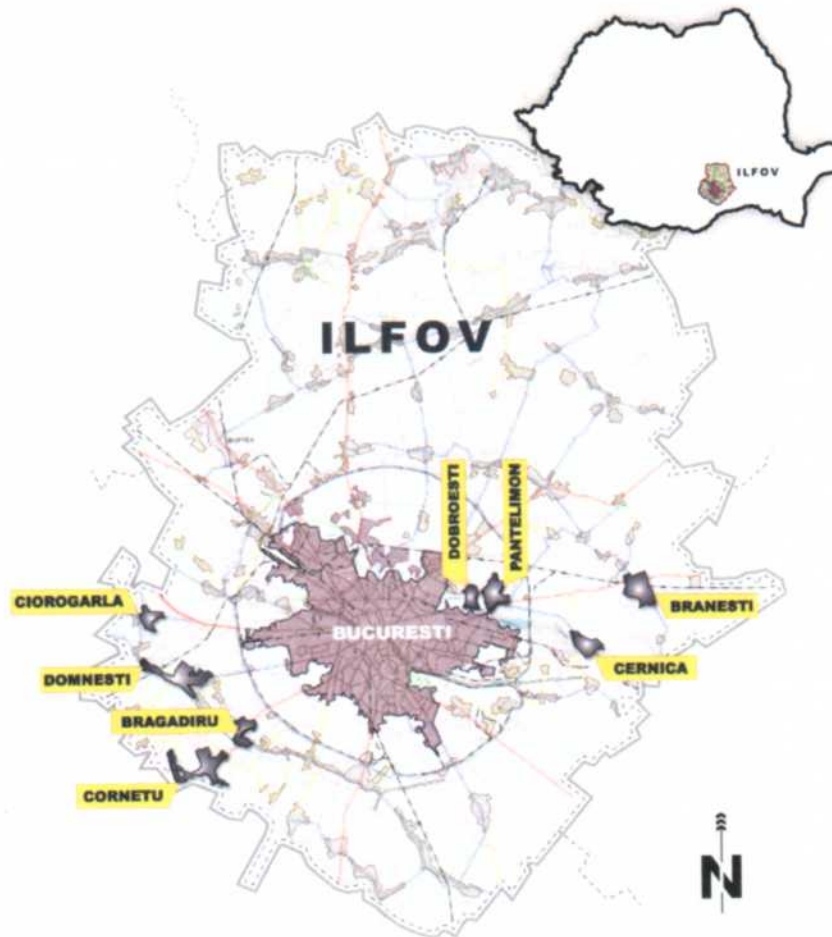 ILFOV
ILFOV
DOBROESTI
PANTELIMON
CIOROGARLA
BUCURESTI
BRANESTI
DOMNESTI
CERNICA
BRAGADIRU
CORNETU
N